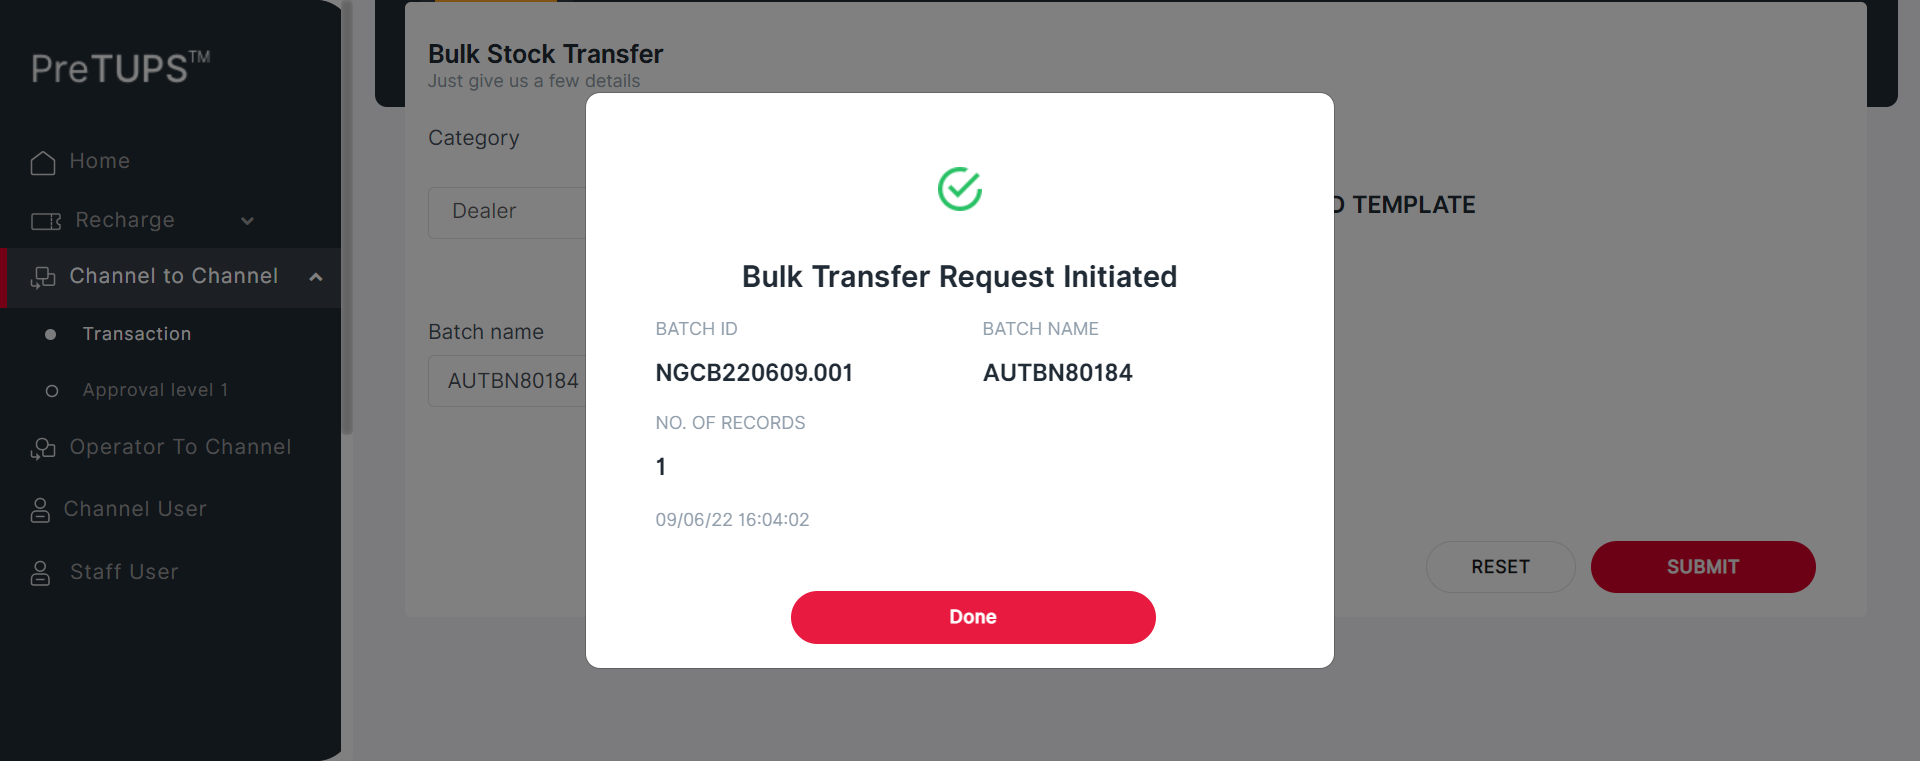 PreTUPS™
Home
Recharge
Channel to Channel
Transaction
Approval level 1
Operator To Channel
Channel User
Staff User
Bulk Stock Transfer
Just give us a few details
Category
Dealer
TEMPLATE
Batch name
AUTBN80184
RESET
SUBMIT
Bulk Transfer Request Initiated
BATCH ID
BATCH NAME
NGCB220609.001
AUTBN80184
NO. OF RECORDS
1
09/06/22 16:04:02
Done